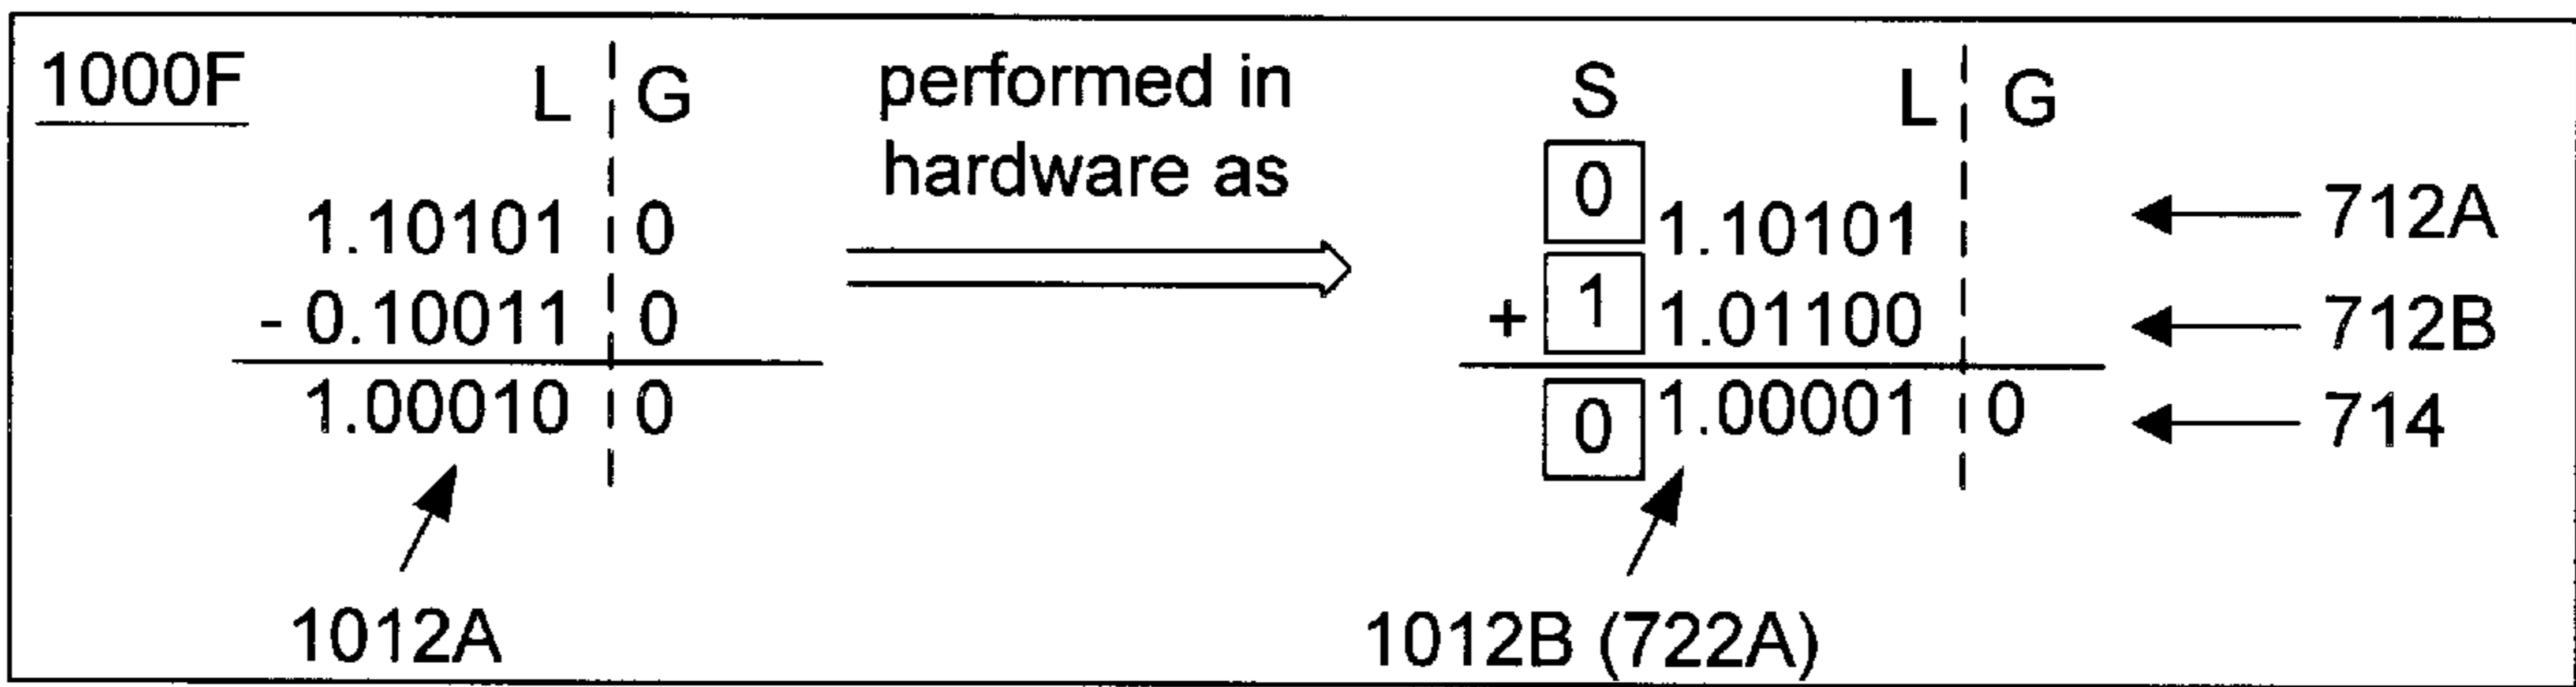 1000F
L G
1.10101 0
- 0.10011 0
1.00010 0
1012A
performed in
hardware as
S L G
0 1.10101 712A
+ 1 1.01100 712B
0 1.00001 0 714
1012B (722A)